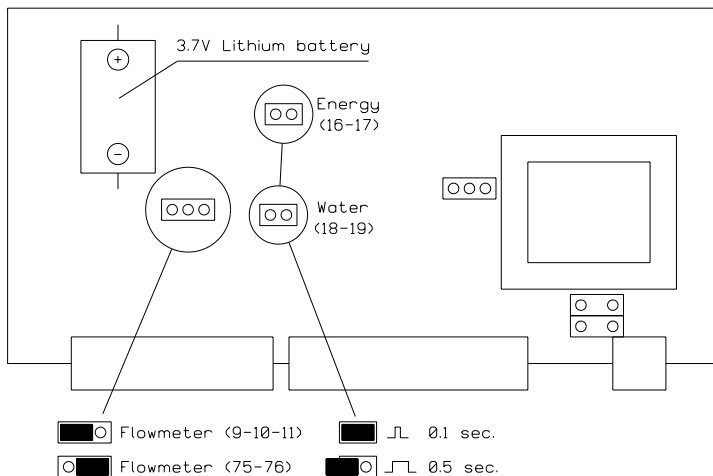 3.7V Lithium battery
+
Energy
(16-17)
−
Water
(18-19)
Flowmeter (9-10-11)
0.1 sec.
Flowmeter (75-76)
0.5 sec.